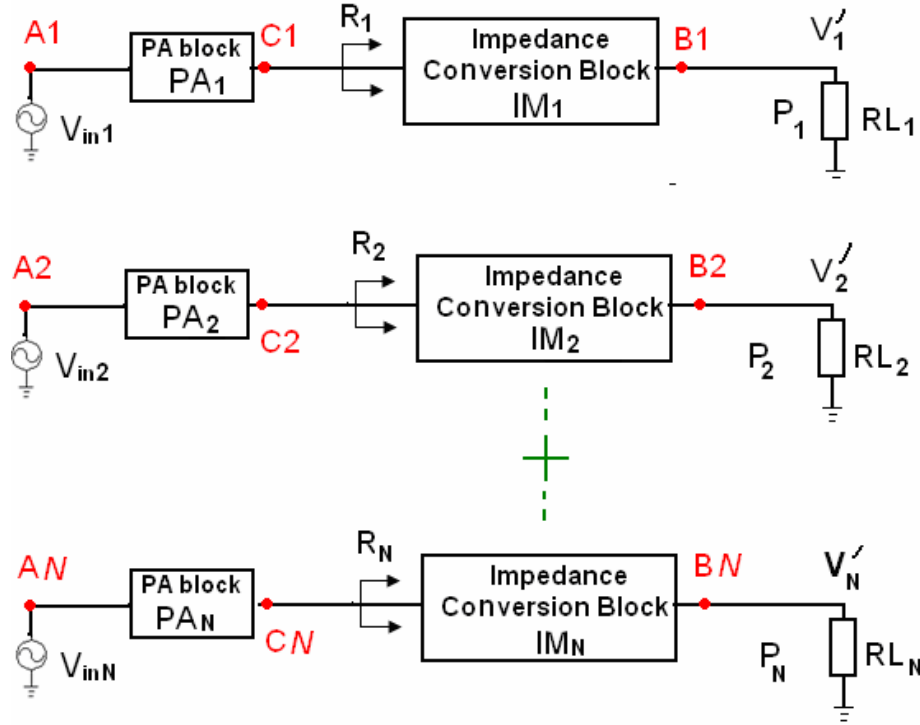 A1
PA block
PA1
C1
R1
Impedance
Conversion Block
IM1
B1
V1′
Vin1
P1
RL1
A2
PA block
PA2
C2
R2
Impedance
Conversion Block
IM2
B2
V2′
Vin2
P2
RL2
AN
PA block
PAN
CN
RN
Impedance
Conversion Block
IMN
BN
VN′
VinN
PN
RLN